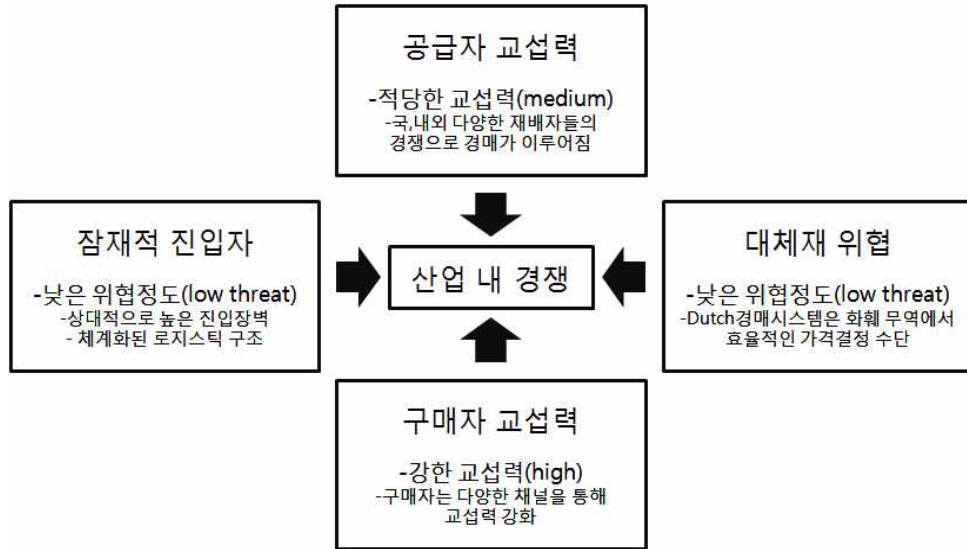 공급자 교섭력
-적당한 교섭력(medium)
-국,내외 다양한 재배자들의
경쟁으로 경매가 이루어짐
잠재적 진입자
-낮은 위협정도(low threat)
-상대적으로 높은 진입장벽
- 체계화된 로지스틱 구조
산업 내 경쟁
대체재 위협
-낮은 위협정도(low threat)
-Dutch경매시스템은 화훼 무역에서
효율적인 가격결정 수단
구매자 교섭력
-강한 교섭력(high)
-구매자는 다양한 채널을 통해
교섭력 강화